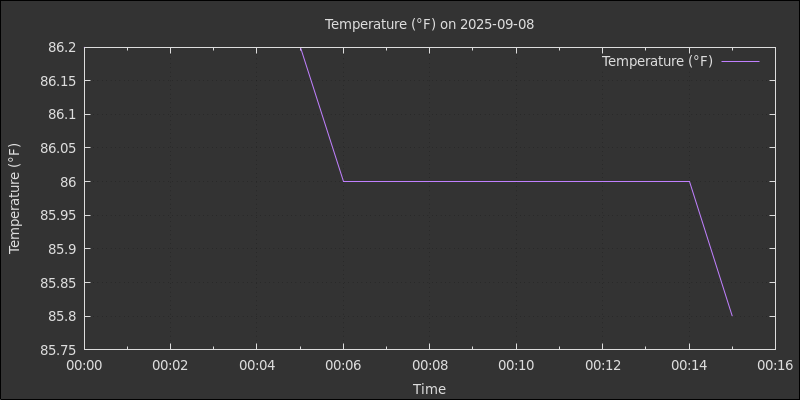 Temperature (°F) on 2025-09-08
Temperature (°F)
86.2
86.15
86.1
86.05
86
85.95
85.9
85.85
85.8
85.75
Temperature (°F)
00:00 00:02 00:04 00:06 00:08 00:10 00:12 00:14 00:16
Time